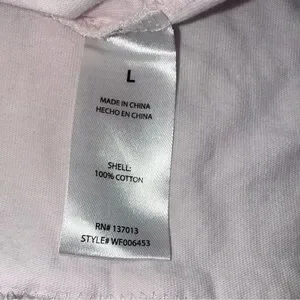 L
MADE IN CHINA
HECHO EN CHINA
SHELL:
100% COTTON
RN# 137013
STYLE# WF006453